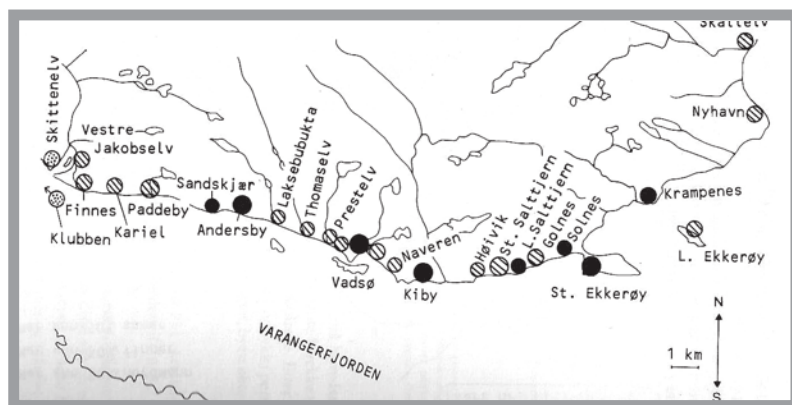 Skallelv
Nyhavn
Skittenelv
Vestre
Jakobselv
Laksebubukta
Thomaselv
Prestelv
Sandskjær
Finnes
Paddeby
Andersby
Klubben
Kariel
Vadsø
Naveren
Kiby
Høivik
St. Salttjern
L.Salttjern
Golnes
Solnes
Krampenes
St. Ekkerøy
L. Ekkerøy
VARANGERFJORDEN
N
1 km
S